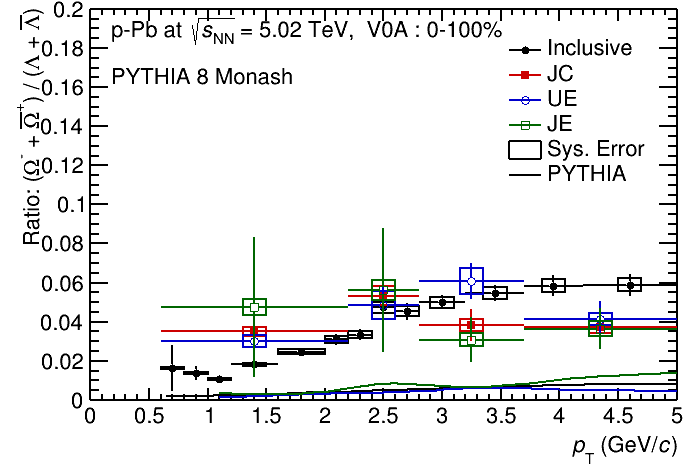 p-Pb at √s_NN = 5.02 TeV, V0A : 0-100%
PYTHIA 8 Monash
Inclusive
JC
UE
JE
Sys. Error
PYTHIA
Ratio: (Ω⁻ + Ω̅⁺) / (Λ + Λ̅)
0.2
0.18
0.16
0.14
0.12
0.1
0.08
0.06
0.04
0.02
0
0 0.5 1 1.5 2 2.5 3 3.5 4 4.5 5
p_T (GeV/c)